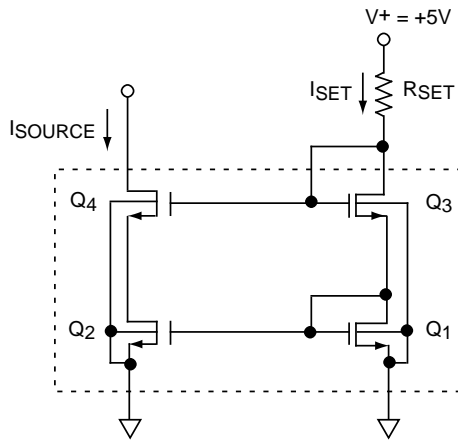 V+ = +5V
ISET
RSET
ISOURCE
Q4
Q3
Q2
Q1